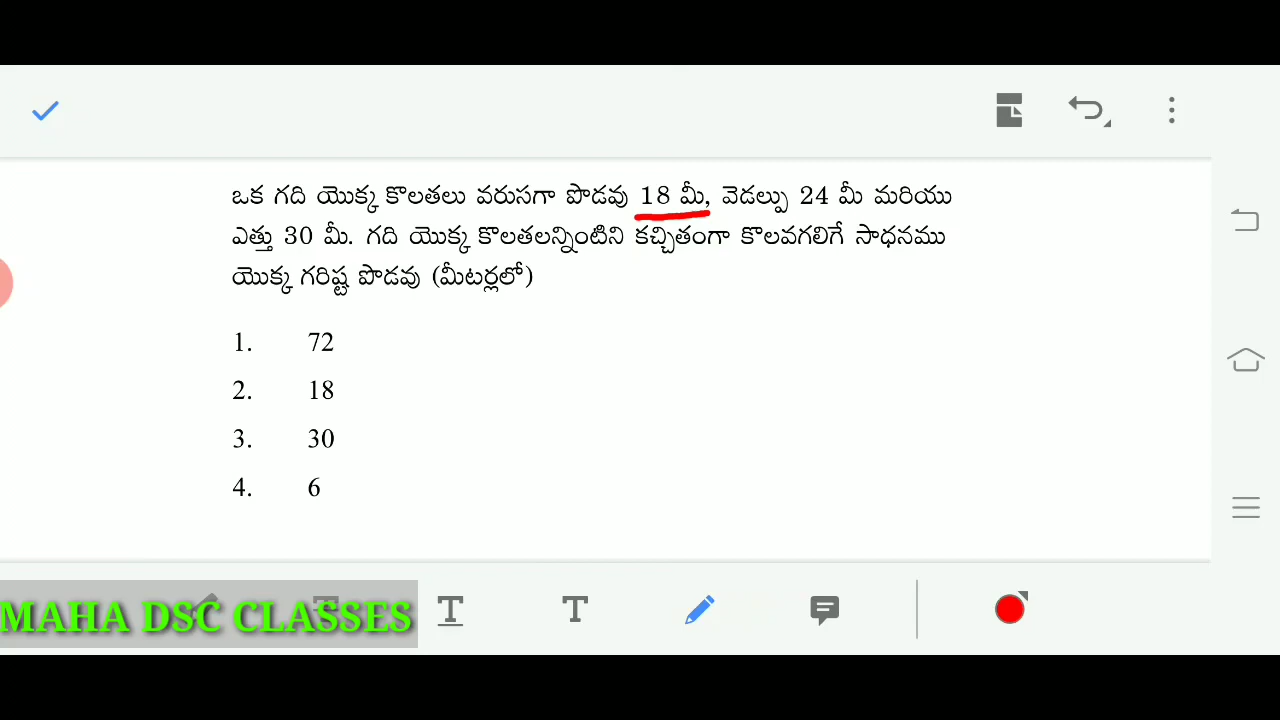 ఒక గది యొక్క కొలతలు వరుసగా పొడవు 18 మీ, వెడల్పు 24 మీ మరియు
ఎత్తు 30 మీ. గది యొక్క కొలతలన్నింటిని కచ్చితంగా కొలవగలిగే సాధనము
యొక్క గరిష్ట పొడవు (మీటర్లలో)
1. 72
2. 18
3. 30
4. 6
MAHA DSC CLASSES